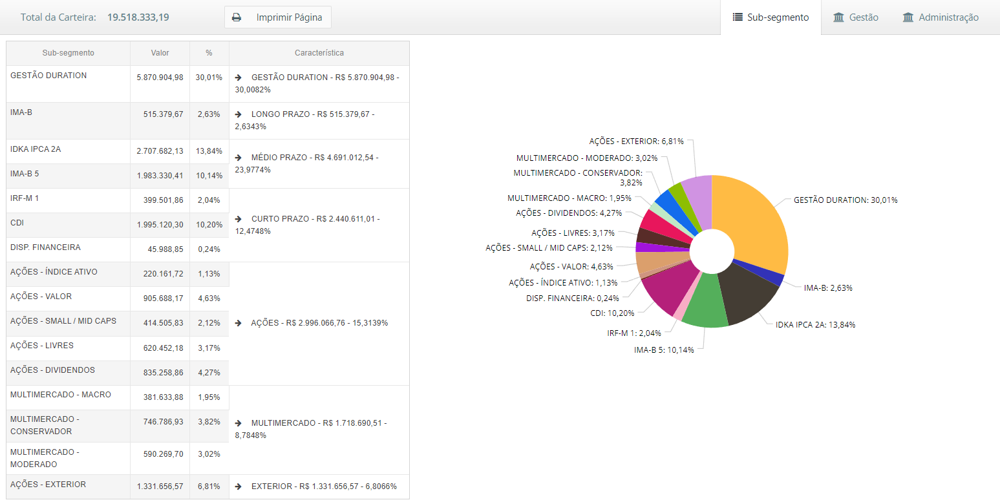 Total da Carteira: 19.518.333,19
Imprimir Página
Sub-segmento
Gestão
Administração
Sub-segmento Valor % Característica
GESTÃO DURATION 5.870.904,98 30,01% GESTÃO DURATION - R$ 5.870.904,98 -
30,0082%
IMA-B 515.379,67 2,63% LONGO PRAZO - R$ 515.379,67 -
2,6343%
IDKA IPCA 2A 2.707.682,13 13,84% MÉDIO PRAZO - R$ 4.691.012,54 -
23,9774%
IMA-B 5 1.983.330,41 10,14%
IRF-M 1 399.501,86 2,04%
CDI 1.995.120,30 10,20% CURTO PRAZO - R$ 2.440.611,01 -
12,4748%
DISP. FINANCEIRA 45.988,85 0,24%
AÇÕES - ÍNDICE ATIVO 220.161,72 1,13%
AÇÕES - VALOR 905.688,17 4,63%
AÇÕES - SMALL / MID CAPS 414.505,83 2,12% AÇÕES - R$ 2.996.066,76 - 15,3139%
AÇÕES - LIVRES 620.452,18 3,17%
AÇÕES - DIVIDENDOS 835.258,86 4,27%
MULTIMERCADO - MACRO 381.633,88 1,95%
MULTIMERCADO -
CONSERVADOR 746.786,93 3,82% MULTIMERCADO - R$ 1.718.690,51 -
8,7848%
MULTIMERCADO -
MODERADO 590.269,70 3,02%
AÇÕES - EXTERIOR 1.331.656,57 6,81% EXTERIOR - R$ 1.331.656,57 - 6,8066%
AÇÕES - EXTERIOR: 6,81%
MULTIMERCADO - MODERADO: 3,02%
MULTIMERCADO - CONSERVADOR:
3,82%
MULTIMERCADO - MACRO: 1,95%
AÇÕES - DIVIDENDOS: 4,27%
AÇÕES - LIVRES: 3,17%
AÇÕES - SMALL / MID CAPS: 2,12%
AÇÕES - VALOR: 4,63%
AÇÕES - ÍNDICE ATIVO: 1,13%
DISP. FINANCEIRA: 0,24%
CDI: 10,20%
IRF-M 1: 2,04%
IMA-B 5: 10,14%
GESTÃO DURATION: 30,01%
IMA-B: 2,63%
IDKA IPCA 2A: 13,84%